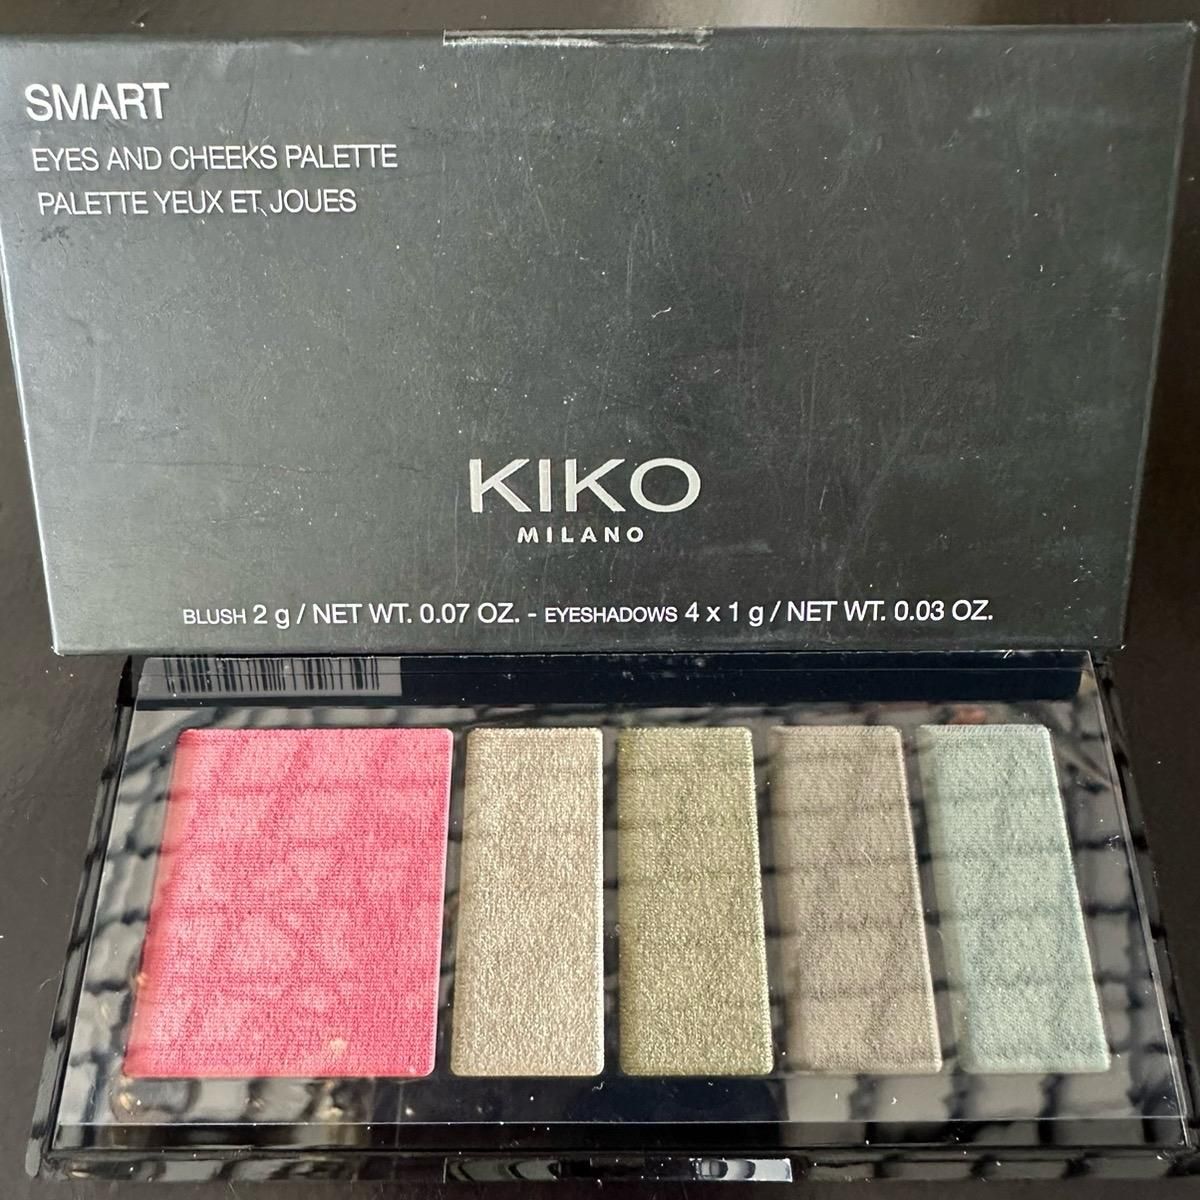 SMART
EYES AND CHEEKS PALETTE
PALETTE YEUX ET JOUES
KIKO
MILANO
BLUSH 2 g / NET WT. 0.07 OZ. - EYESHADOWS 4 x 1 g / NET WT. 0.03 OZ.